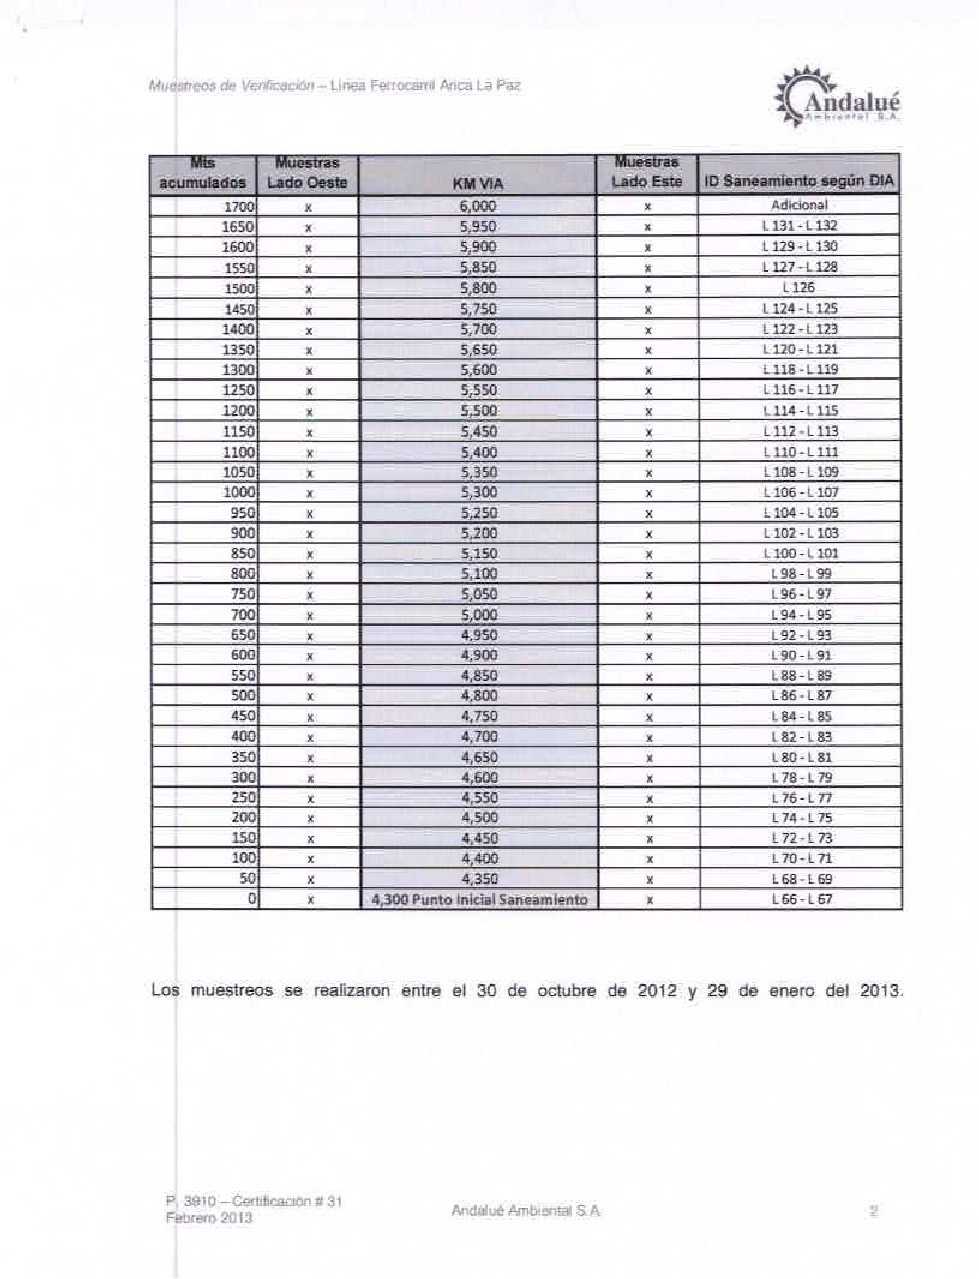 Muestreos de Verificación – Linea Ferrocarril Arica La Paz
Andalué
Ambiental S.A.
Mts acumulados Muestras Lado Oeste KM VIA Muestras Lado Este ID Saneamiento según DIA
1700 x 6,000 x Adicional
1650 x 5,950 x L 131 - L 132
1600 x 5,900 x L 129 - L 130
1550 x 5,850 x L 127 - L 128
1500 x 5,800 x L 126
1450 x 5,750 x L 124 - L 125
1400 x 5,700 x L 122 - L 123
1350 x 5,650 x L 120 - L 121
1300 x 5,600 x L 118 - L 119
1250 x 5,550 x L 116 - L 117
1200 x 5,500 x L 114 - L 115
1150 x 5,450 x L 112 - L 113
1100 x 5,400 x L 110 - L 111
1050 x 5,350 x L 108 - L 109
1000 x 5,300 x L 106 - L 107
950 x 5,250 x L 104 - L 105
900 x 5,200 x L 102 - L 103
850 x 5,150 x L 100 - L 101
800 x 5,100 x L 98 - L 99
750 x 5,050 x L 96 - L 97
700 x 5,000 x L 94 - L 95
650 x 4,950 x L 92 - L 93
600 x 4,900 x L 90 - L 91
550 x 4,850 x L 88 - L 89
500 x 4,800 x L 86 - L 87
450 x 4,750 x L 84 - L 85
400 x 4,700 x L 82 - L 83
350 x 4,650 x L 80 - L 81
300 x 4,600 x L 78 - L 79
250 x 4,550 x L 76 - L 77
200 x 4,500 x L 74 - L 75
150 x 4,450 x L 72 - L 73
100 x 4,400 x L 70 - L 71
50 x 4,350 x L 68 - L 69
0 x 4,300 Punto Inicial Saneamiento x L 66 - L 67
Los muestreos se realizaron entre el 30 de octubre de 2012 y 29 de enero del 2013.
P. 3910 – Certificación # 31
Febrero 2013
Andalué Ambiental S.A.
2